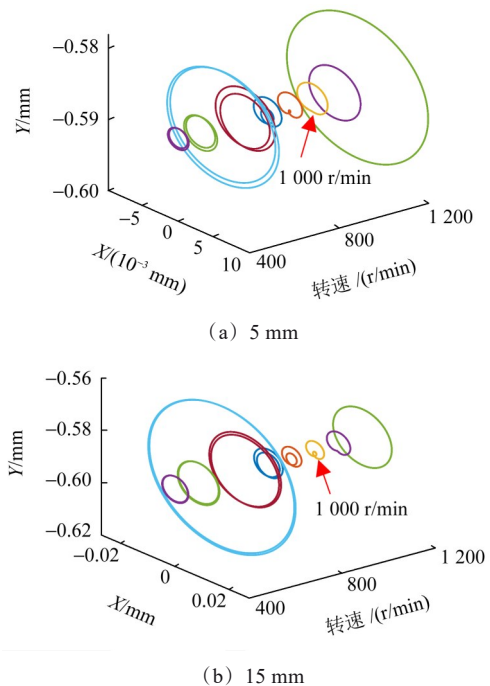 −0.58
−0.59
−0.60
Y/mm
−5
0
5
10
X/(10⁻³ mm)
1 000 r/min
400
800
1 200
转速 /(r/min)
（a）5 mm
−0.56
−0.58
−0.60
−0.62
Y/mm
−0.02
0
0.02
X/mm
1 000 r/min
400
800
1 200
转速 /(r/min)
（b）15 mm